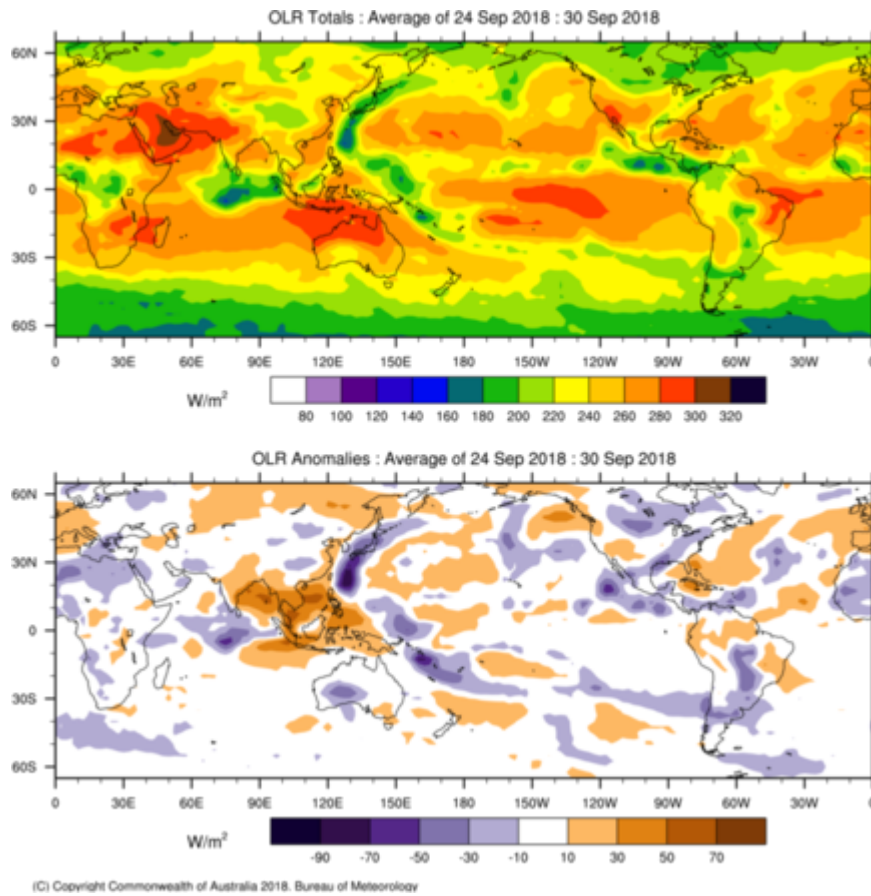 OLR Totals : Average of 24 Sep 2018 : 30 Sep 2018
60N
30N
0
30S
60S
0 30E 60E 90E 120E 150E 180 150W 120W 90W 60W 30W 0
W/m²
80 100 120 140 160 180 200 220 240 260 280 300 320
OLR Anomalies : Average of 24 Sep 2018 : 30 Sep 2018
60N
30N
0
30S
60S
0 30E 60E 90E 120E 150E 180 150W 120W 90W 60W 30W 0
W/m²
-90 -70 -50 -30 -10 10 30 50 70
(C) Copyright Commonwealth of Australia 2018. Bureau of Meteorology